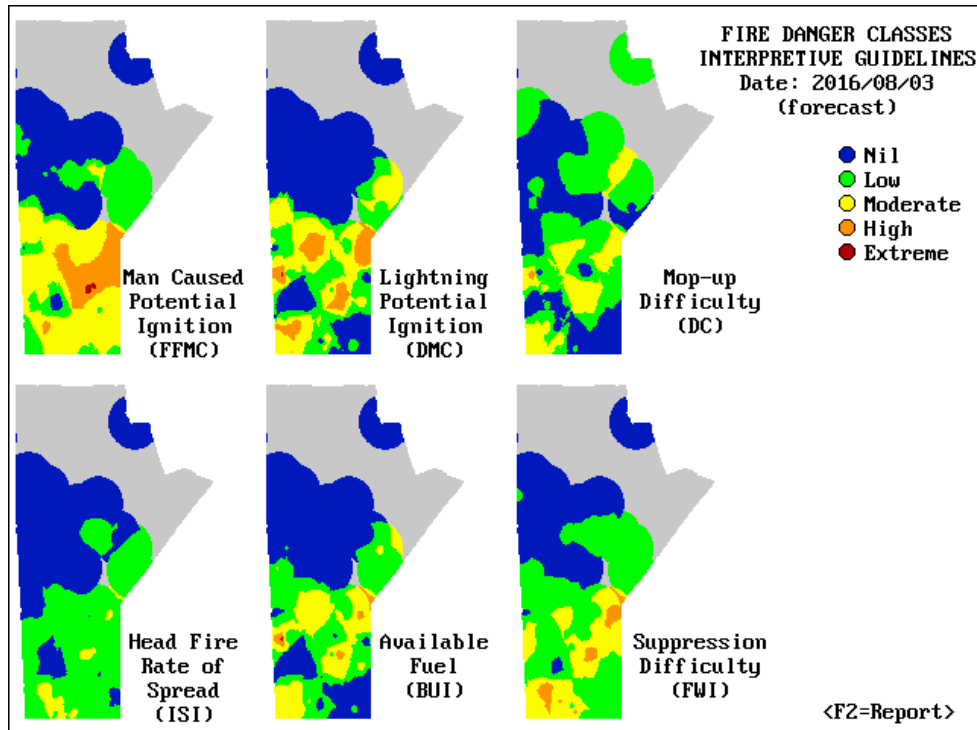 FIRE DANGER CLASSES
INTERPRETIVE GUIDELINES
Date: 2016/08/03
(forecast)
Nil
Low
Moderate
High
Extreme
Man Caused
Potential
Ignition
(FFMC)
Lightning
Potential
Ignition
(DMC)
Mop-up
Difficulty
(DC)
Head Fire
Rate of
Spread
(ISI)
Available
Fuel
(BUI)
Suppression
Difficulty
(FWI)
<F2=Report>